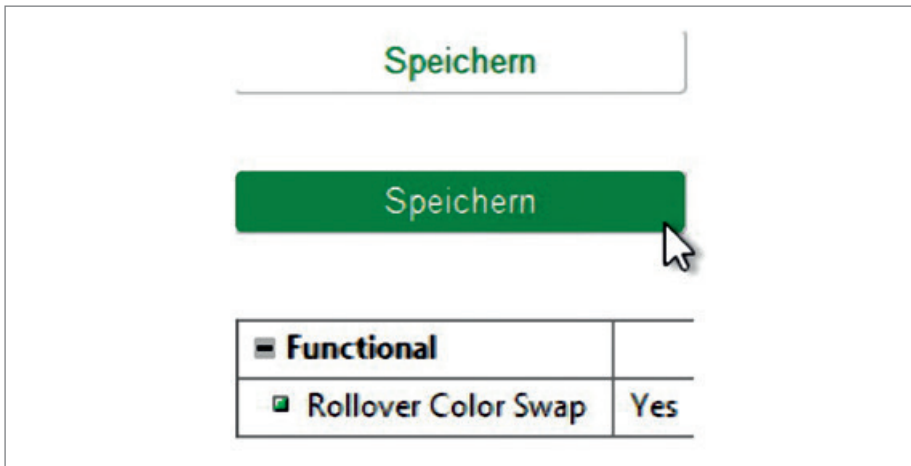 Speichern
Speichern
Functional
Rollover Color Swap Yes